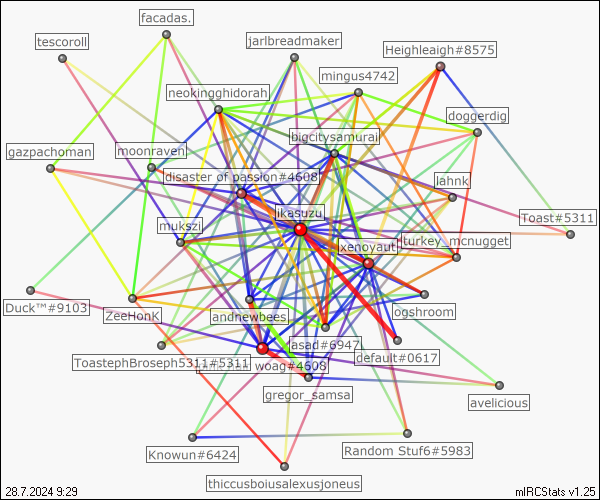 facadas.
tescoroll
jarlbreadmaker
Heighleigh#8575
mingus4742
neokingghidorah
doggerdig
bigcitysamurai
gazpachoman
moonraven
disaster of passion#4608
lahnk
ikasuzu
Toast#5311
mukszi
turkey_mcnugget
xenoyaut
Duck™#9103
ZeeHonK
andnewbees
ogshroom
asad#6947
default#0617
ToastephBroseph5311#5311
woag#4608
gregor_samsa
avelicious
Knowun#6424
Random Stuf6#5983
thiccusboiusalexusjoneus
28.7.2024 9:29
mIRCStats v1.25